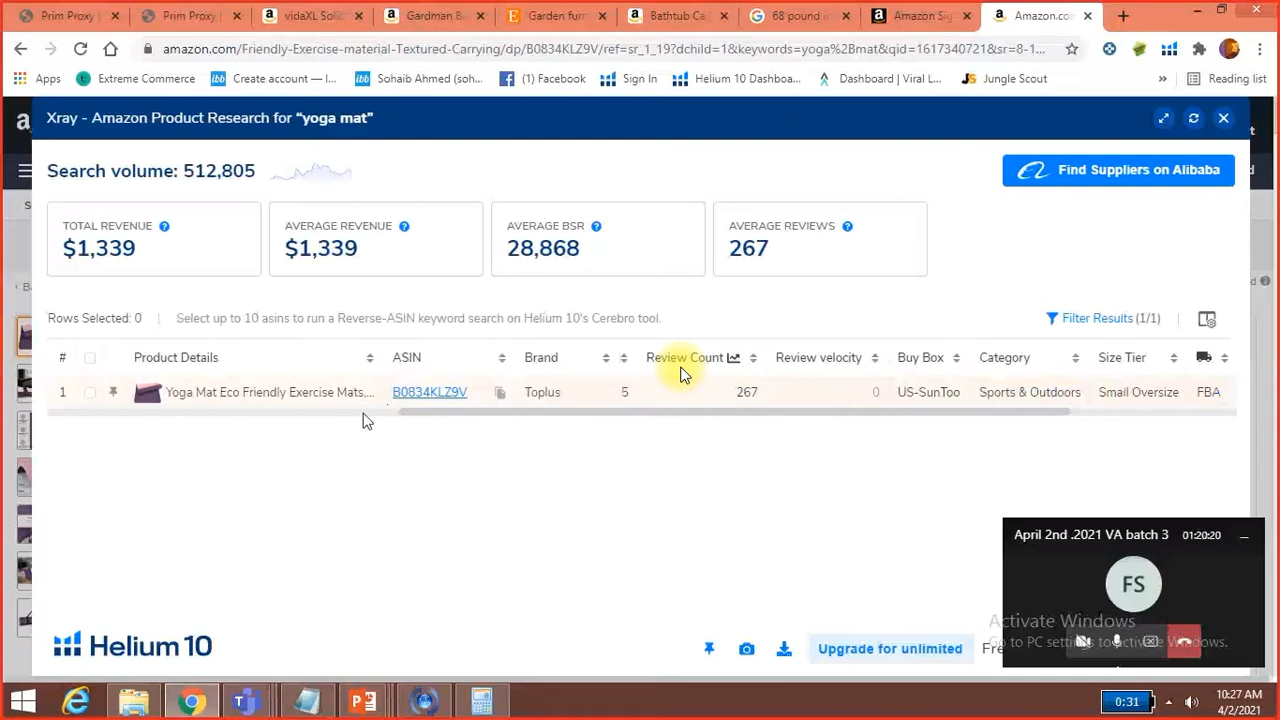 Prim Proxy
Prim Proxy
vidaXL Solid
Gardman B
Garden furn
Bathtub Ca
68 pound
Amazon Si
Amazon.co
amazon.com/Friendly-Exercise-material-Textured-Carrying/dp/B0834KLZ9V/ref=sr_1_19?dchild=1&keywords=yoga%2Bmat&qid=1617340721&sr=8-1...
Apps
Extreme Commerce
Create account — I...
Sohaib Ahmed (soh...
(1) Facebook
Sign In
Helium 10 Dashboa...
Dashboard | Viral L...
JS Jungle Scout
»
Reading list
Xray - Amazon Product Research for “yoga mat”
Search volume: 512,805
Find Suppliers on Alibaba
TOTAL REVENUE
$1,339
AVERAGE REVENUE
$1,339
AVERAGE BSR
28,868
AVERAGE REVIEWS
267
Rows Selected: 0
Select up to 10 asins to run a Reverse-ASIN keyword search on Helium 10's Cerebro tool.
Filter Results (1/1)
# Product Details ASIN Brand Review Count Review velocity Buy Box Category Size Tier
1 Yoga Mat Eco Friendly Exercise Mats,... B0834KLZ9V Toplus 5 267 0 US-SunToo Sports & Outdoors Small Oversize FBA
April 2nd .2021 VA batch 3 01:20:20
FS
Activate Windows
Go to PC settings to activate Windows.
Helium 10
Upgrade for unlimited
Fre
0:31
10:27 AM
4/2/2021